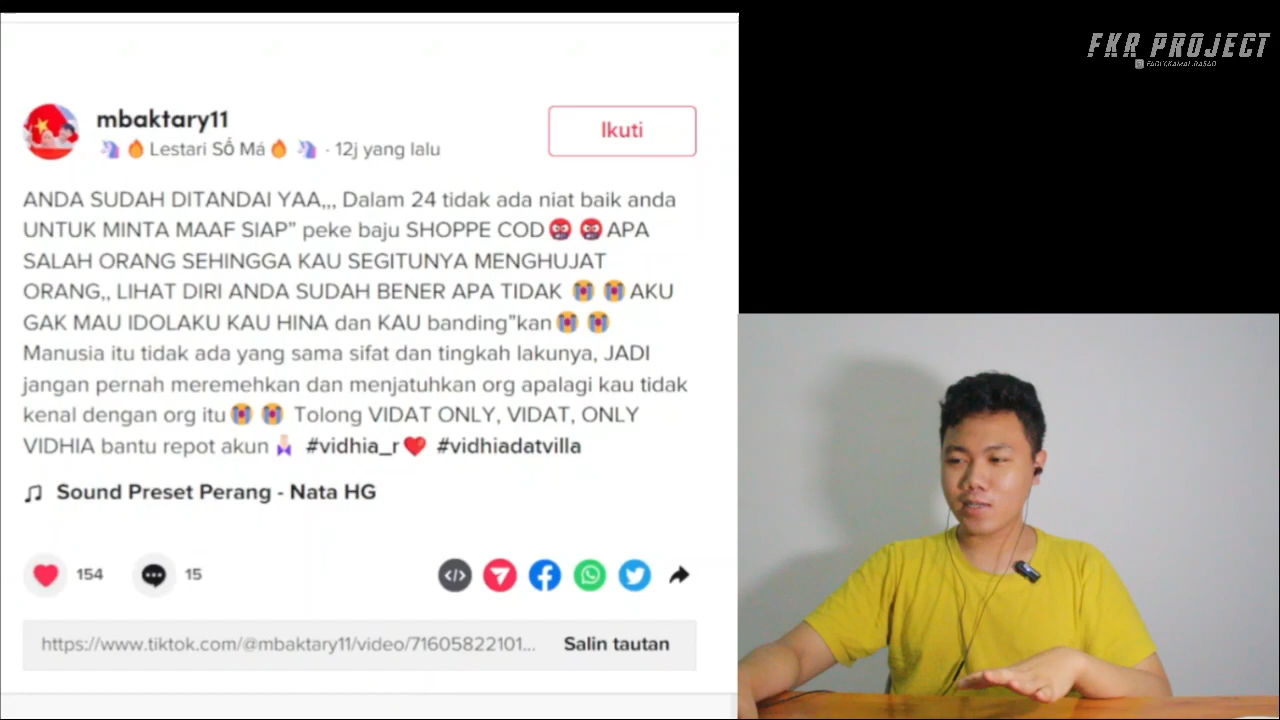 mbaktary11
Lestari Số Má · 12j yang lalu
Ikuti
ANDA SUDAH DITANDAI YAA,,, Dalam 24 tidak ada niat baik anda
UNTUK MINTA MAAF SIAP" peke baju SHOPPE COD👹 👹APA
SALAH ORANG SEHINGGA KAU SEGITUNYA MENGHUJAT
ORANG,, LIHAT DIRI ANDA SUDAH BENER APA TIDAK 😭 😭AKU
GAK MAU IDOLAKU KAU HINA dan KAU banding"kan😭 😭
Manusia itu tidak ada yang sama sifat dan tingkah lakunya, JADI
jangan pernah meremehkan dan menjatuhkan org apalagi kau tidak
kenal dengan org itu😭 😭 Tolong VIDAT ONLY, VIDAT, ONLY
VIDHIA bantu repot akun #vidhia_r❤️ #vidhiadatvilla
Sound Preset Perang - Nata HG
154
15
https://www.tiktok.com/@mbaktary11/video/71605822101...
Salin tautan
FKR PROJECT